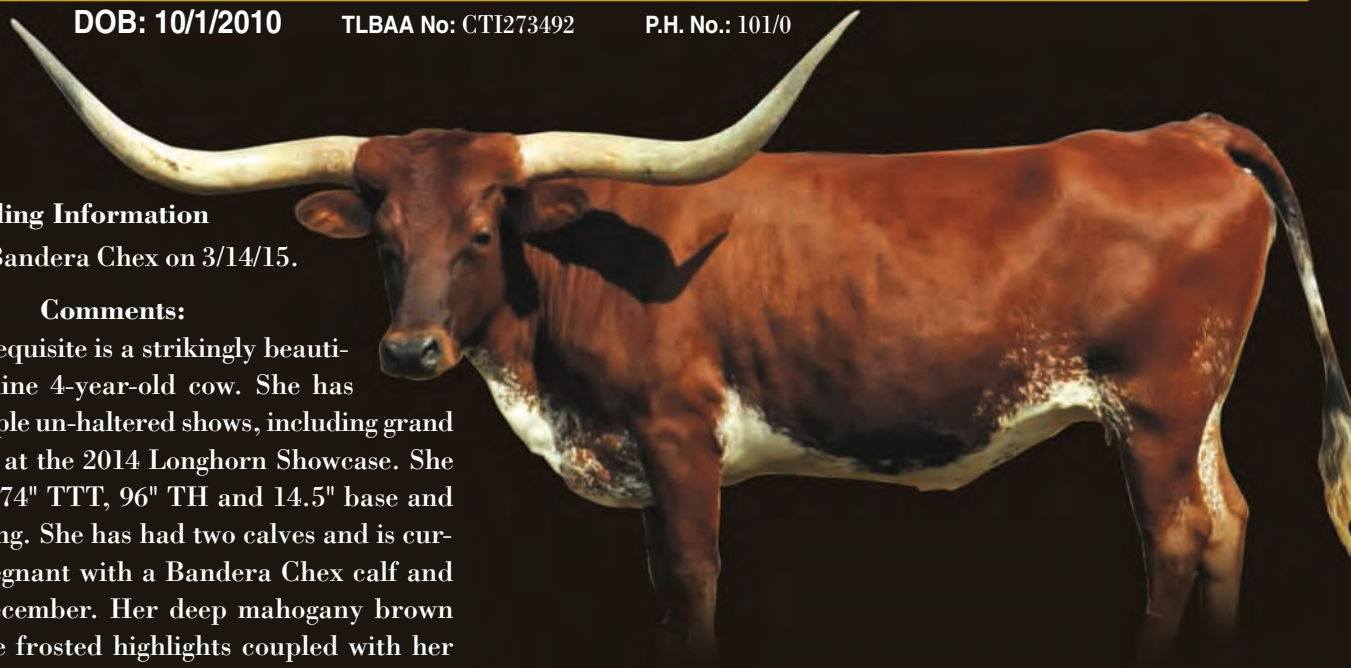 DOB: 10/1/2010 TLBAA No: CTI273492 P.H. No.: 101/0
ling Information
Bandera Chex on 3/14/15.
Comments:
equisite is a strikingly beauti-
ine 4-year-old cow. She has
ple un-haltered shows, including grand
at the 2014 Longhorn Showcase. She
74" TTT, 96" TH and 14.5" base and
ng. She has had two calves and is cur-
egnant with a Bandera Chex calf and
ecember. Her deep mahogany brown
e frosted highlights coupled with her